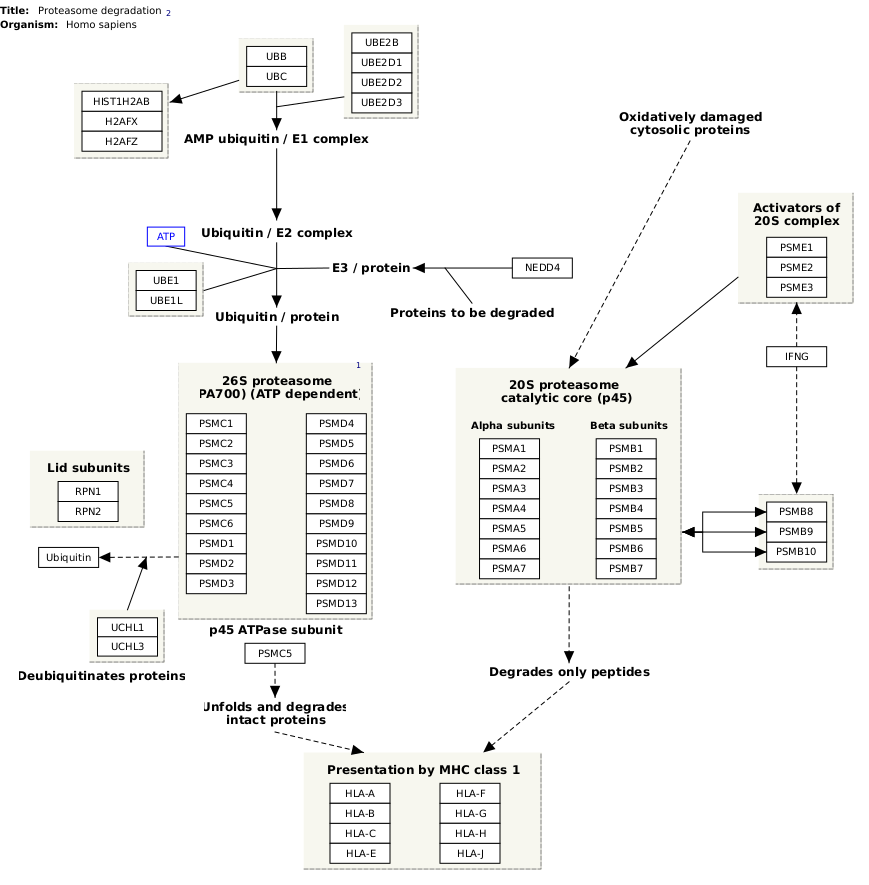 Title: Proteasome degradation 2
Organism: Homo sapiens
UBB
UBC
UBE2B
UBE2D1
UBE2D2
UBE2D3
HIST1H2AB
H2AFX
H2AFZ
AMP ubiquitin / E1 complex
Oxidatively damaged
cytosolic proteins
Activators of
20S complex
PSME1
PSME2
PSME3
ATP
Ubiquitin / E2 complex
UBE1
UBE1L
E3 / protein
NEDD4
Proteins to be degraded
Ubiquitin / protein
IFNG
1
26S proteasome
PA700) (ATP dependent)
PSMC1
PSMC2
PSMC3
PSMC4
PSMC5
PSMC6
PSMD1
PSMD2
PSMD3
PSMD4
PSMD5
PSMD6
PSMD7
PSMD8
PSMD9
PSMD10
PSMD11
PSMD12
PSMD13
20S proteasome
catalytic core (p45)
Alpha subunits
PSMA1
PSMA2
PSMA3
PSMA4
PSMA5
PSMA6
PSMA7
Beta subunits
PSMB1
PSMB2
PSMB3
PSMB4
PSMB5
PSMB6
PSMB7
PSMB8
PSMB9
PSMB10
Lid subunits
RPN1
RPN2
Ubiquitin
UCHL1
UCHL3
Deubiquitinates proteins
p45 ATPase subunit
PSMC5
Unfolds and degrades
intact proteins
Degrades only peptides
Presentation by MHC class 1
HLA-A
HLA-B
HLA-C
HLA-E
HLA-F
HLA-G
HLA-H
HLA-J